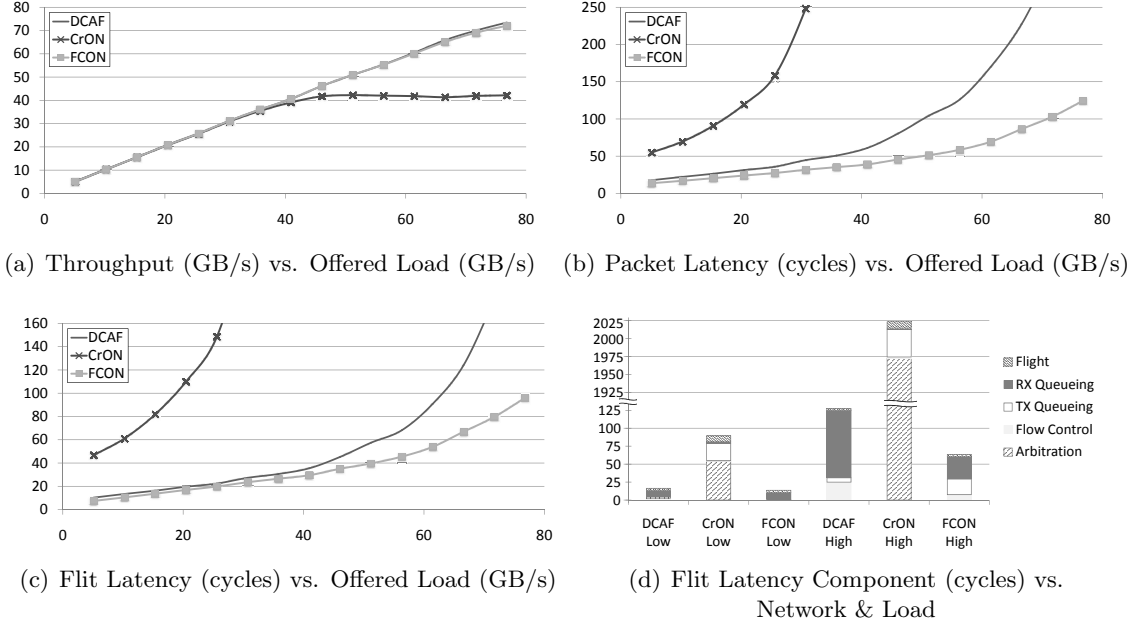 80
70
60
50
40
30
20
10
0
DCAF
CrON
FCON
0 20 40 60 80
(a) Throughput (GB/s) vs. Offered Load (GB/s)
250
200
150
100
50
0
DCAF
CrON
FCON
0 20 40 60 80
(b) Packet Latency (cycles) vs. Offered Load (GB/s)
160
140
120
100
80
60
40
20
0
DCAF
CrON
FCON
0 20 40 60 80
(c) Flit Latency (cycles) vs. Offered Load (GB/s)
2025
2000
1975
1950
1925
125
100
75
50
25
0
DCAF Low
CrON Low
FCON Low
DCAF High
CrON High
FCON High
Flight
RX Queueing
TX Queueing
Flow Control
Arbitration
(d) Flit Latency Component (cycles) vs.
Network & Load